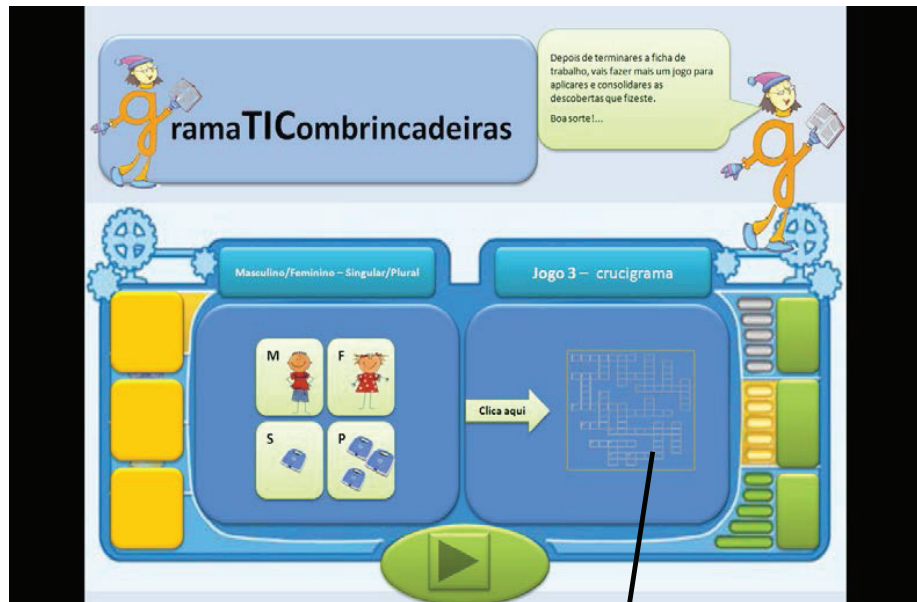 Depois de terminares a ficha de
trabalho, vais fazer mais um jogo para
aplicares e consolidares as
descobertas que fizeste.
Boa sorte!...
gramaTICombrincadeiras
Masculino/Feminino – Singular/Plural
Jogo 3 – crucigrama
M
F
S
P
Clica aqui